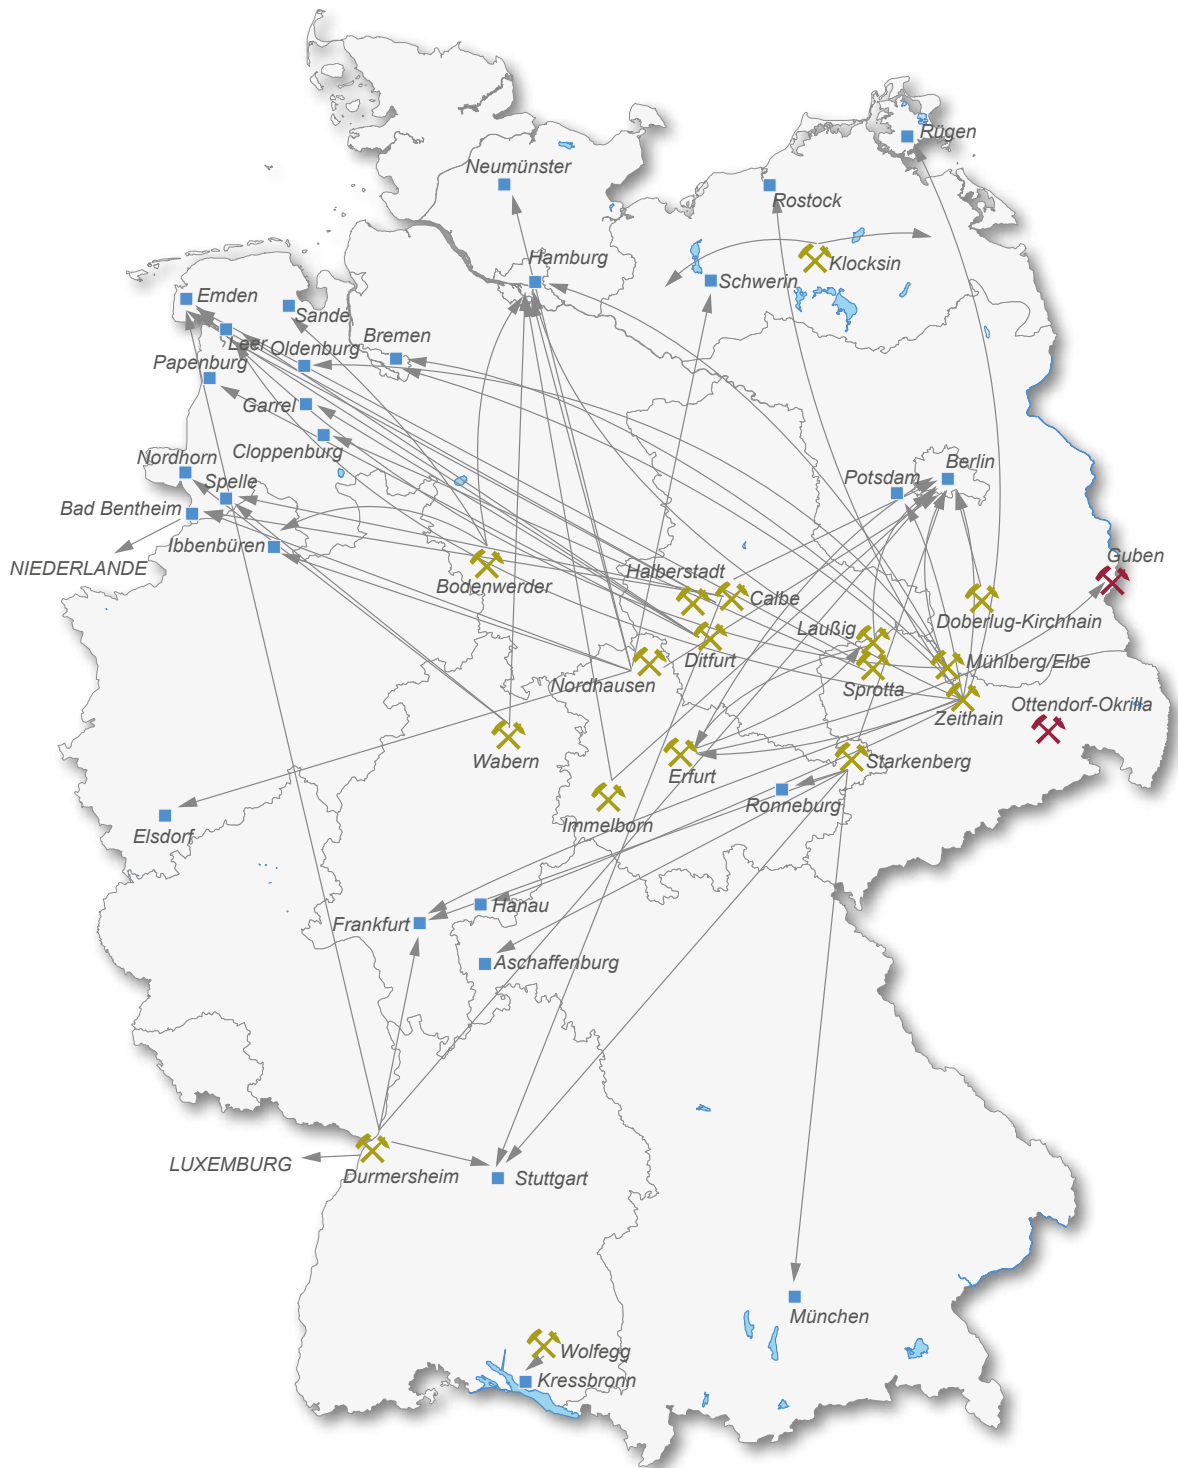 Rügen
Neumünster
Rostock
Hamburg
Klocksin
Schwerin
Emden
Sande
Leer
Oldenburg
Bremen
Papenburg
Garrel
Cloppenburg
Nordhorn
Spelle
Berlin
Potsdam
Bad Bentheim
Ibbenbüren
NIEDERLANDE
Guben
Halberstadt
Bodenwerder
Calbe
Doberlug-Kirchhain
Laußig
Ditfurt
Mühlberg/Elbe
Nordhausen
Sprotta
Zeithain
Ottendorf-Okrilla
Wabern
Erfurt
Starkenberg
Ronneburg
Immelborn
Elsdorf
Hanau
Frankfurt
Aschaffenburg
LUXEMBURG
Durmersheim
Stuttgart
München
Wolfegg
Kressbronn